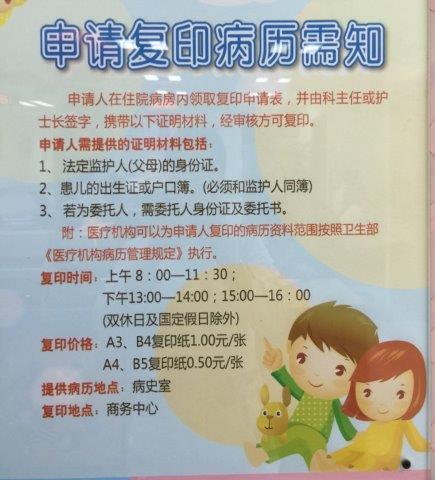 申请复印病历需知
申请人在住院病房内领取复印申请表，并由科主任或护
士长签字，携带以下证明材料，经审核方可复印。
申请人需提供的证明材料包括：
1、 法定监护人(父母)的身份证。
2、 患儿的出生证或户口簿。(必须和监护人同簿)
3、 若为委托人，需委托人身份证及委托书。
附：医疗机构可以为申请人复印的病历资料范围按照卫生部
《医疗机构病历管理规定》执行。
复印时间：上午 8：00—11：30；
下午13:00—14:00；15:00—16：00
(双休日及国定假日除外)
复印价格：A3、B4复印纸1.00元/张
A4、B5复印纸0.50元/张
提供病历地点：病史室
复印地点：商务中心